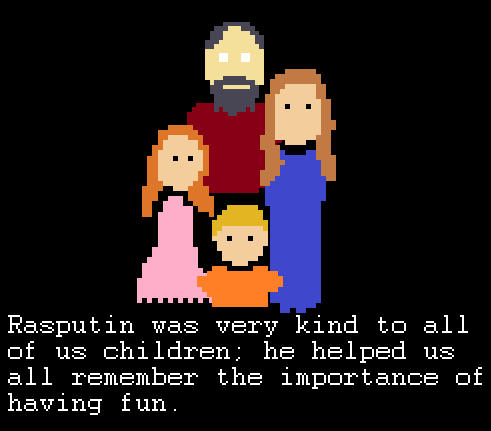 Rasputin was very kind to all
of us children; he helped us
all remember the importance of
having fun.